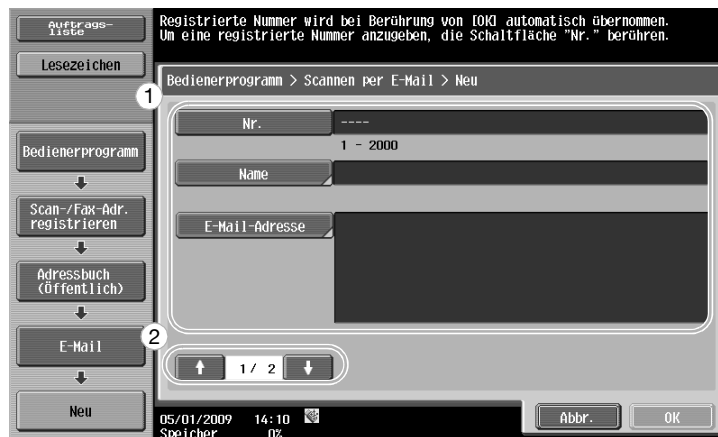 Auftrags-
liste
Lesezeichen
Registrierte Nummer wird bei Berührung von [OK] automatisch übernommen.
Um eine registrierte Nummer anzugeben, die Schaltfläche "Nr." berühren.
Bedienerprogramm > Scannen per E-Mail > Neu
1
Nr.
----
1 - 2000
Name
E-Mail-Adresse
Bedienerprogramm
Scan-/Fax-Adr.
registrieren
Adressbuch
(Öffentlich)
E-Mail
Neu
2
1/ 2
05/01/2009 14:10
Speicher 0%
Abbr.
OK